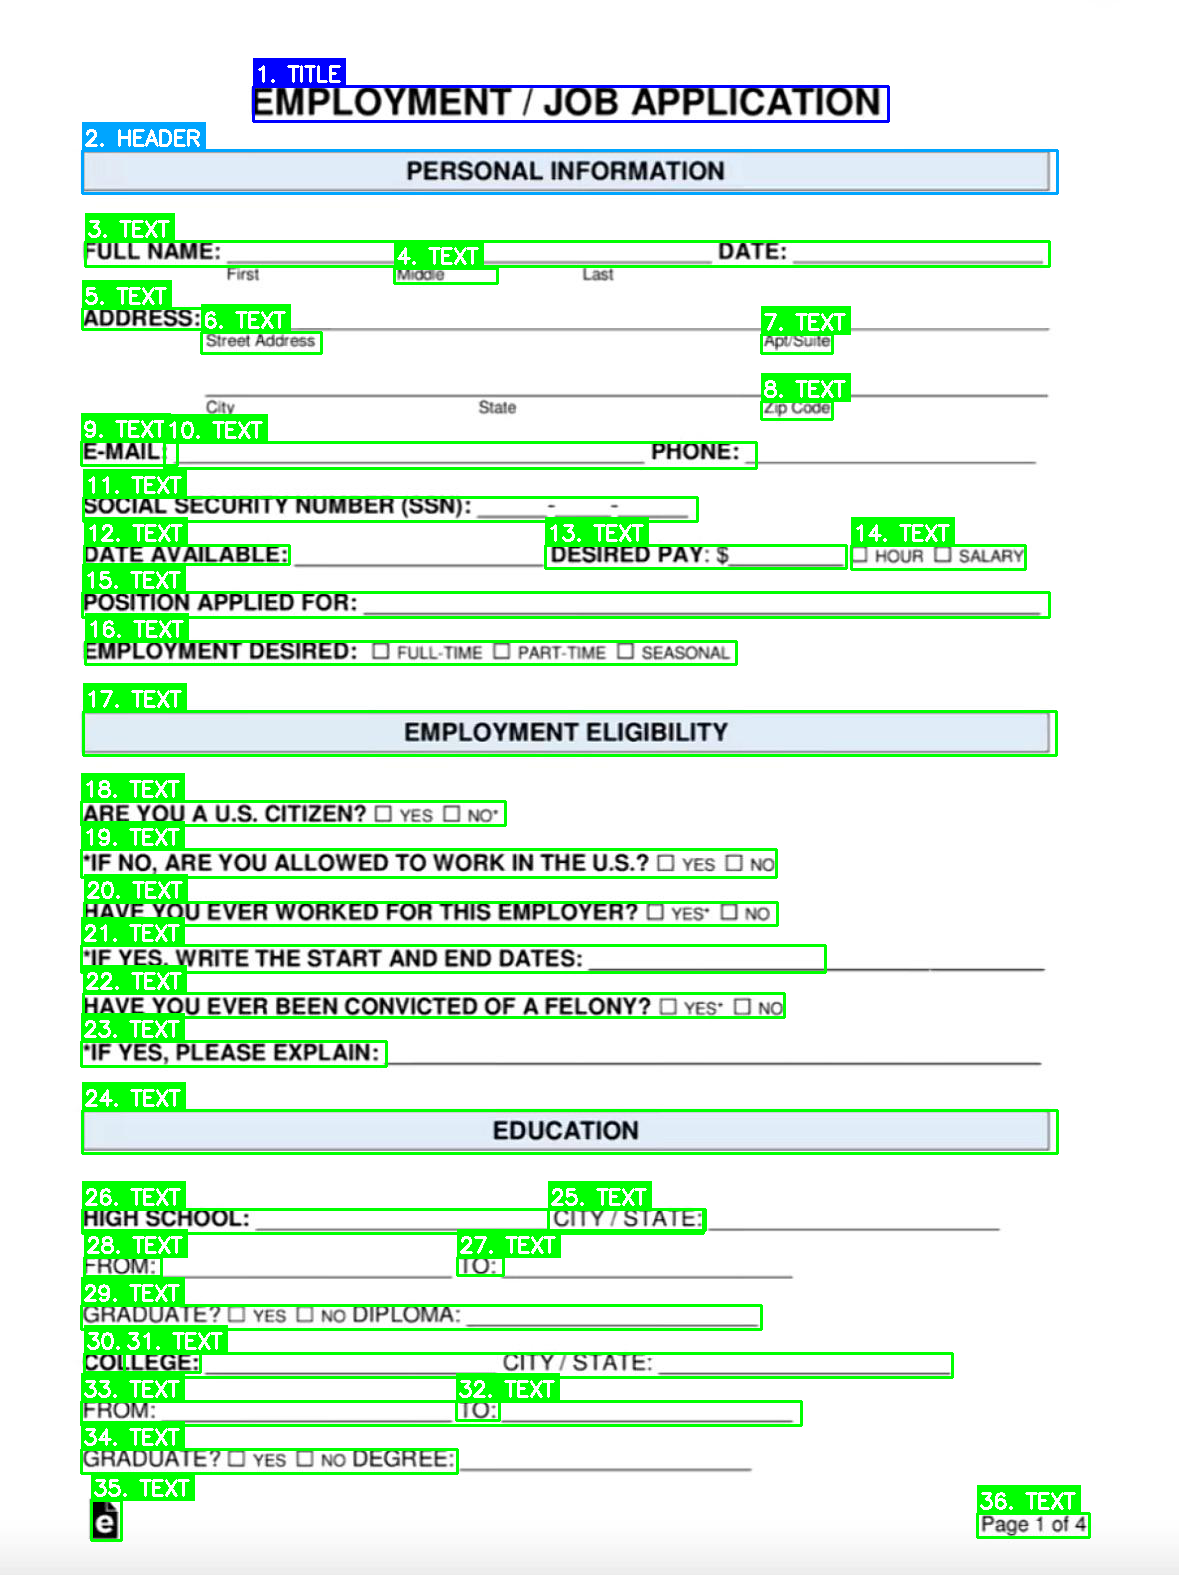 1. TITLE
EMPLOYMENT / JOB APPLICATION
2. HEADER
PERSONAL INFORMATION
3. TEXT
FULL NAME: 4. TEXT DATE:
First Middle Last
5. TEXT
ADDRESS: 6. TEXT 7. TEXT
Street Address Apt/Suite
8. TEXT
City State Zip Code
9. TEXT 10. TEXT
E-MAIL: PHONE:
11. TEXT
SOCIAL SECURITY NUMBER (SSN): - -
12. TEXT 13. TEXT 14. TEXT
DATE AVAILABLE: DESIRED PAY: $ ☐ HOUR ☐ SALARY
15. TEXT
POSITION APPLIED FOR:
16. TEXT
EMPLOYMENT DESIRED: ☐ FULL-TIME ☐ PART-TIME ☐ SEASONAL
17. TEXT
EMPLOYMENT ELIGIBILITY
18. TEXT
ARE YOU A U.S. CITIZEN? ☐ YES ☐ NO*
19. TEXT
*IF NO, ARE YOU ALLOWED TO WORK IN THE U.S.? ☐ YES ☐ NO
20. TEXT
HAVE YOU EVER WORKED FOR THIS EMPLOYER? ☐ YES* ☐ NO
21. TEXT
*IF YES, WRITE THE START AND END DATES:
22. TEXT
HAVE YOU EVER BEEN CONVICTED OF A FELONY? ☐ YES* ☐ NO
23. TEXT
*IF YES, PLEASE EXPLAIN:
24. TEXT
EDUCATION
26. TEXT 25. TEXT
HIGH SCHOOL: CITY / STATE:
28. TEXT 27. TEXT
FROM: TO:
29. TEXT
GRADUATE? ☐ YES ☐ NO DIPLOMA:
30. 31. TEXT
COLLEGE: CITY / STATE:
33. TEXT 32. TEXT
FROM: TO:
34. TEXT
GRADUATE? ☐ YES ☐ NO DEGREE:
35. TEXT 36. TEXT
e Page 1 of 4